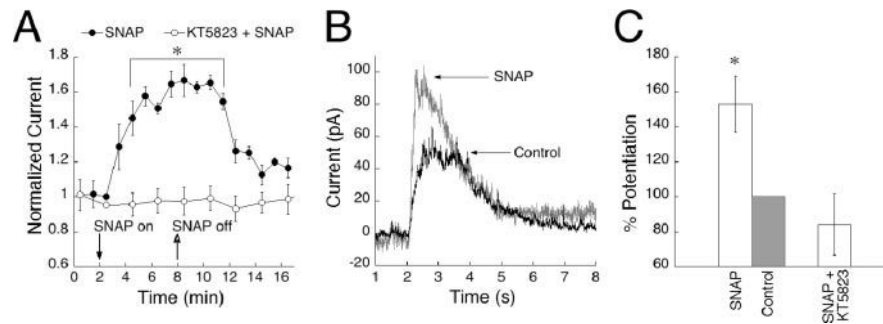 A
SNAP
KT5823 + SNAP
*
Normalized Current
1.8
1.6
1.4
1.2
1
0.8
0.6
SNAP on
SNAP off
0 2 4 6 8 10 12 14 16
Time (min)
B
Current (pA)
120
100
80
60
40
20
0
-20
SNAP
Control
1 2 3 4 5 6 7 8
Time (s)
C
% Potentiation
180
160
140
120
100
80
60
*
SNAP
Control
SNAP +
KT5823